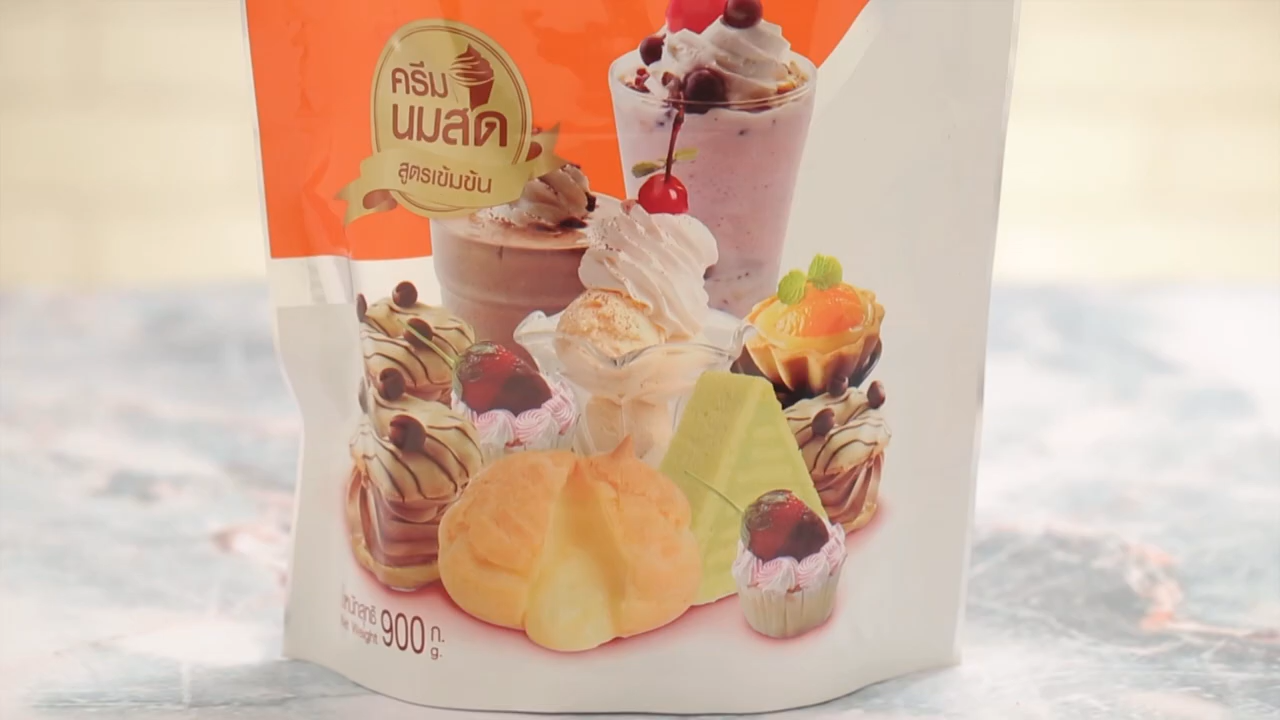 ครีม
นมสด
สูตรเข้มข้น
น้ำหนักสุทธิ
Net Weight
900 ก.
g.